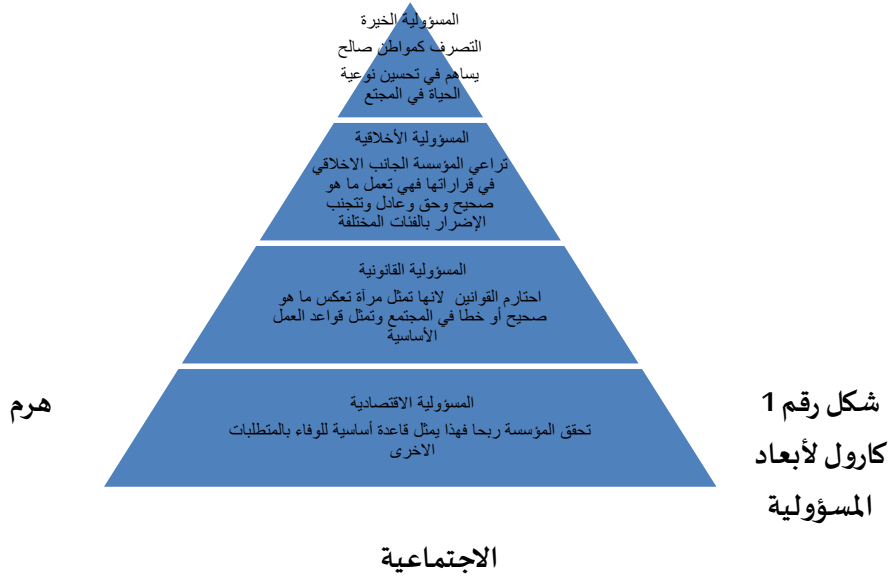 المسؤولية الخيرة
التصرف كمواطن صالح
يساهم في تحسين نوعية
الحياة في المجتع
المسؤولية الأخلاقية
تراعي المؤسسة الجانب الاخلاقي
في قراراتها فهي تعمل ما هو
صحيح وحق وعادل وتتجنب
الإضرار بالفئات المختلفة
المسؤولية القانونية
احتارم القوانين لانها تمثل مرآة تعكس ما هو
صحيح أو خطا في المجتمع وتمثل قواعد العمل
الأساسية
المسؤولية الاقتصادية
تحقق المؤسسة ربحا فهذا يمثل قاعدة أساسية للوفاء بالمتطلبات
الاخرى
شكل رقم 1 هرم
كارول لأبعاد
المسؤولية
الاجتماعية